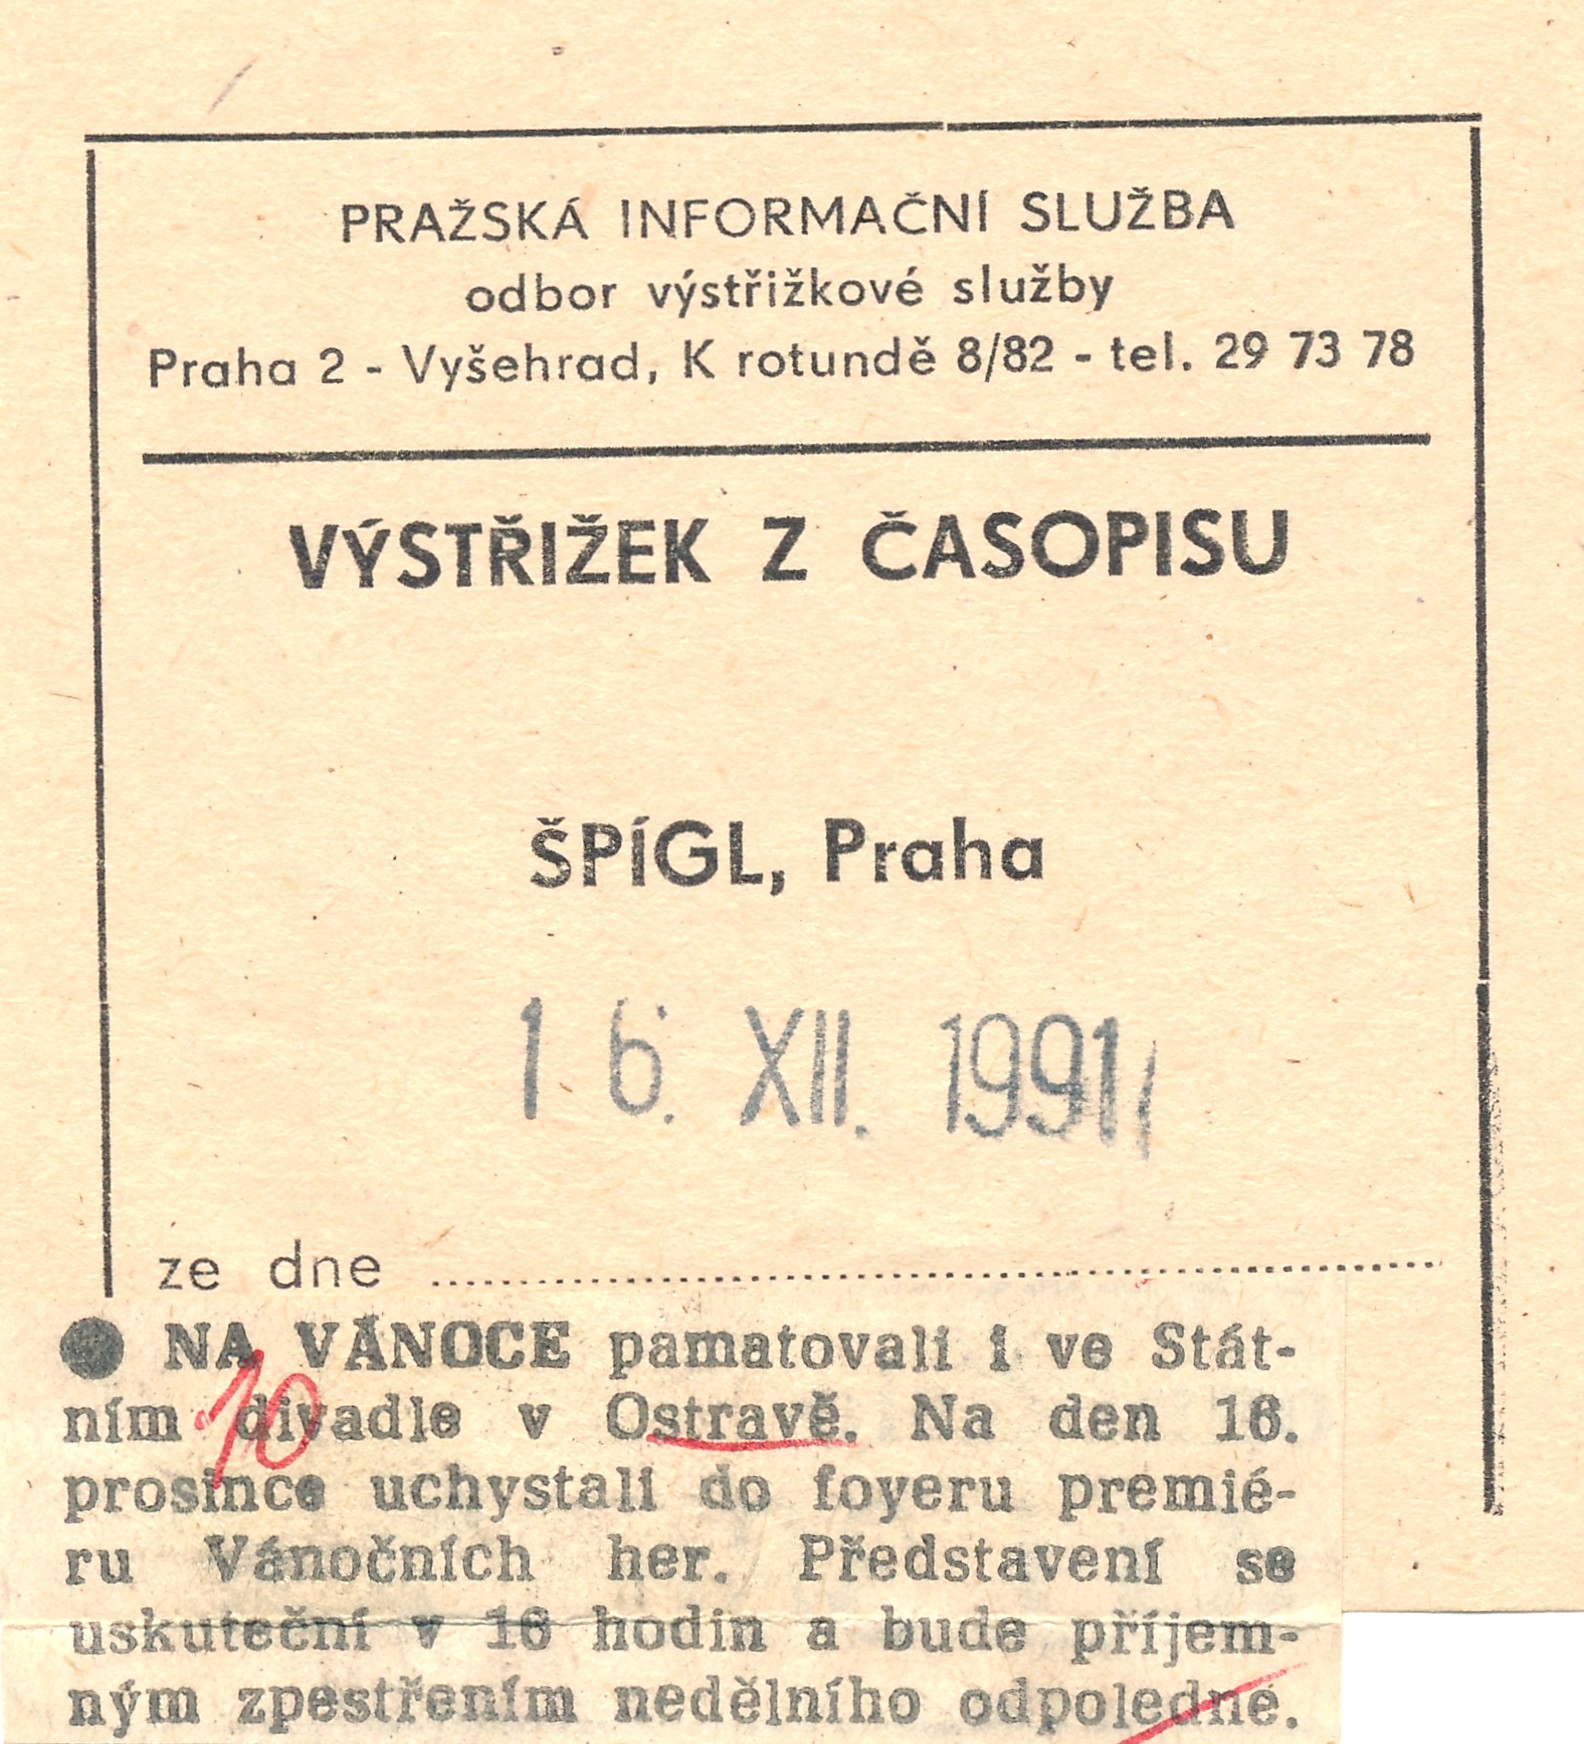 PRAŽSKÁ INFORMAČNÍ SLUŽBA
odbor výstřižkové služby
Praha 2 - Vyšehrad, K rotundě 8/82 - tel. 29 73 78
VÝSTŘIŽEK Z ČASOPISU
ŠPÍGL, Praha
16. XII. 1991
ze dne
● NA VÁNOCE pamatovali i ve Stát-
ním divadle v Ostravě. Na den 16.
10
prosince uchystali do foyeru premié-
ru Vánočních her. Představení se
uskuteční v 16 hodin a bude příjem-
ným zpestřením nedělního odpoledne.